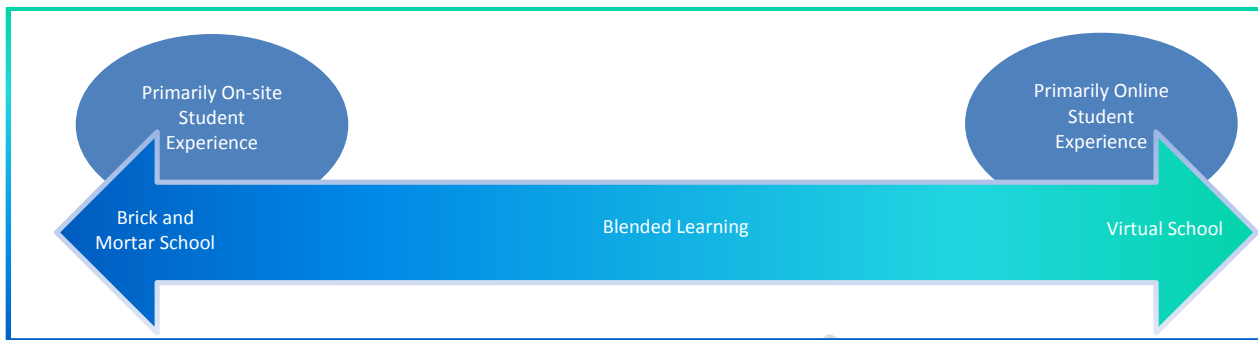 Primarily On-site
Student
Experience
Primarily Online
Student
Experience
Brick and
Mortar School
Blended Learning
Virtual School